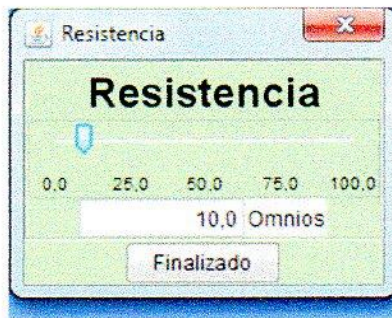 Resistencia
Resistencia
0,0 25,0 50,0 75,0 100,0
10,0 Omnios
Finalizado